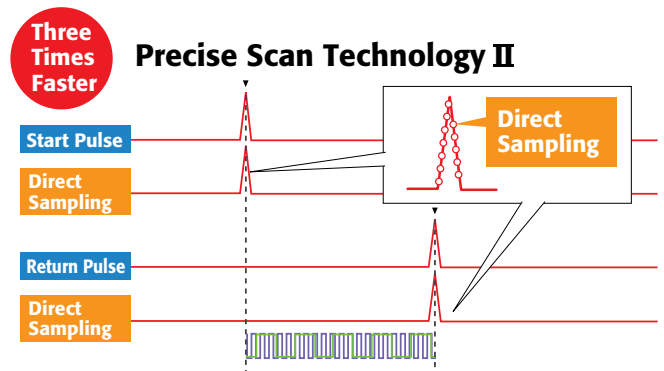 Three
Times
Faster
Precise Scan Technology Ⅱ
Start Pulse
Direct
Sampling
Direct
Sampling
Return Pulse
Direct
Sampling